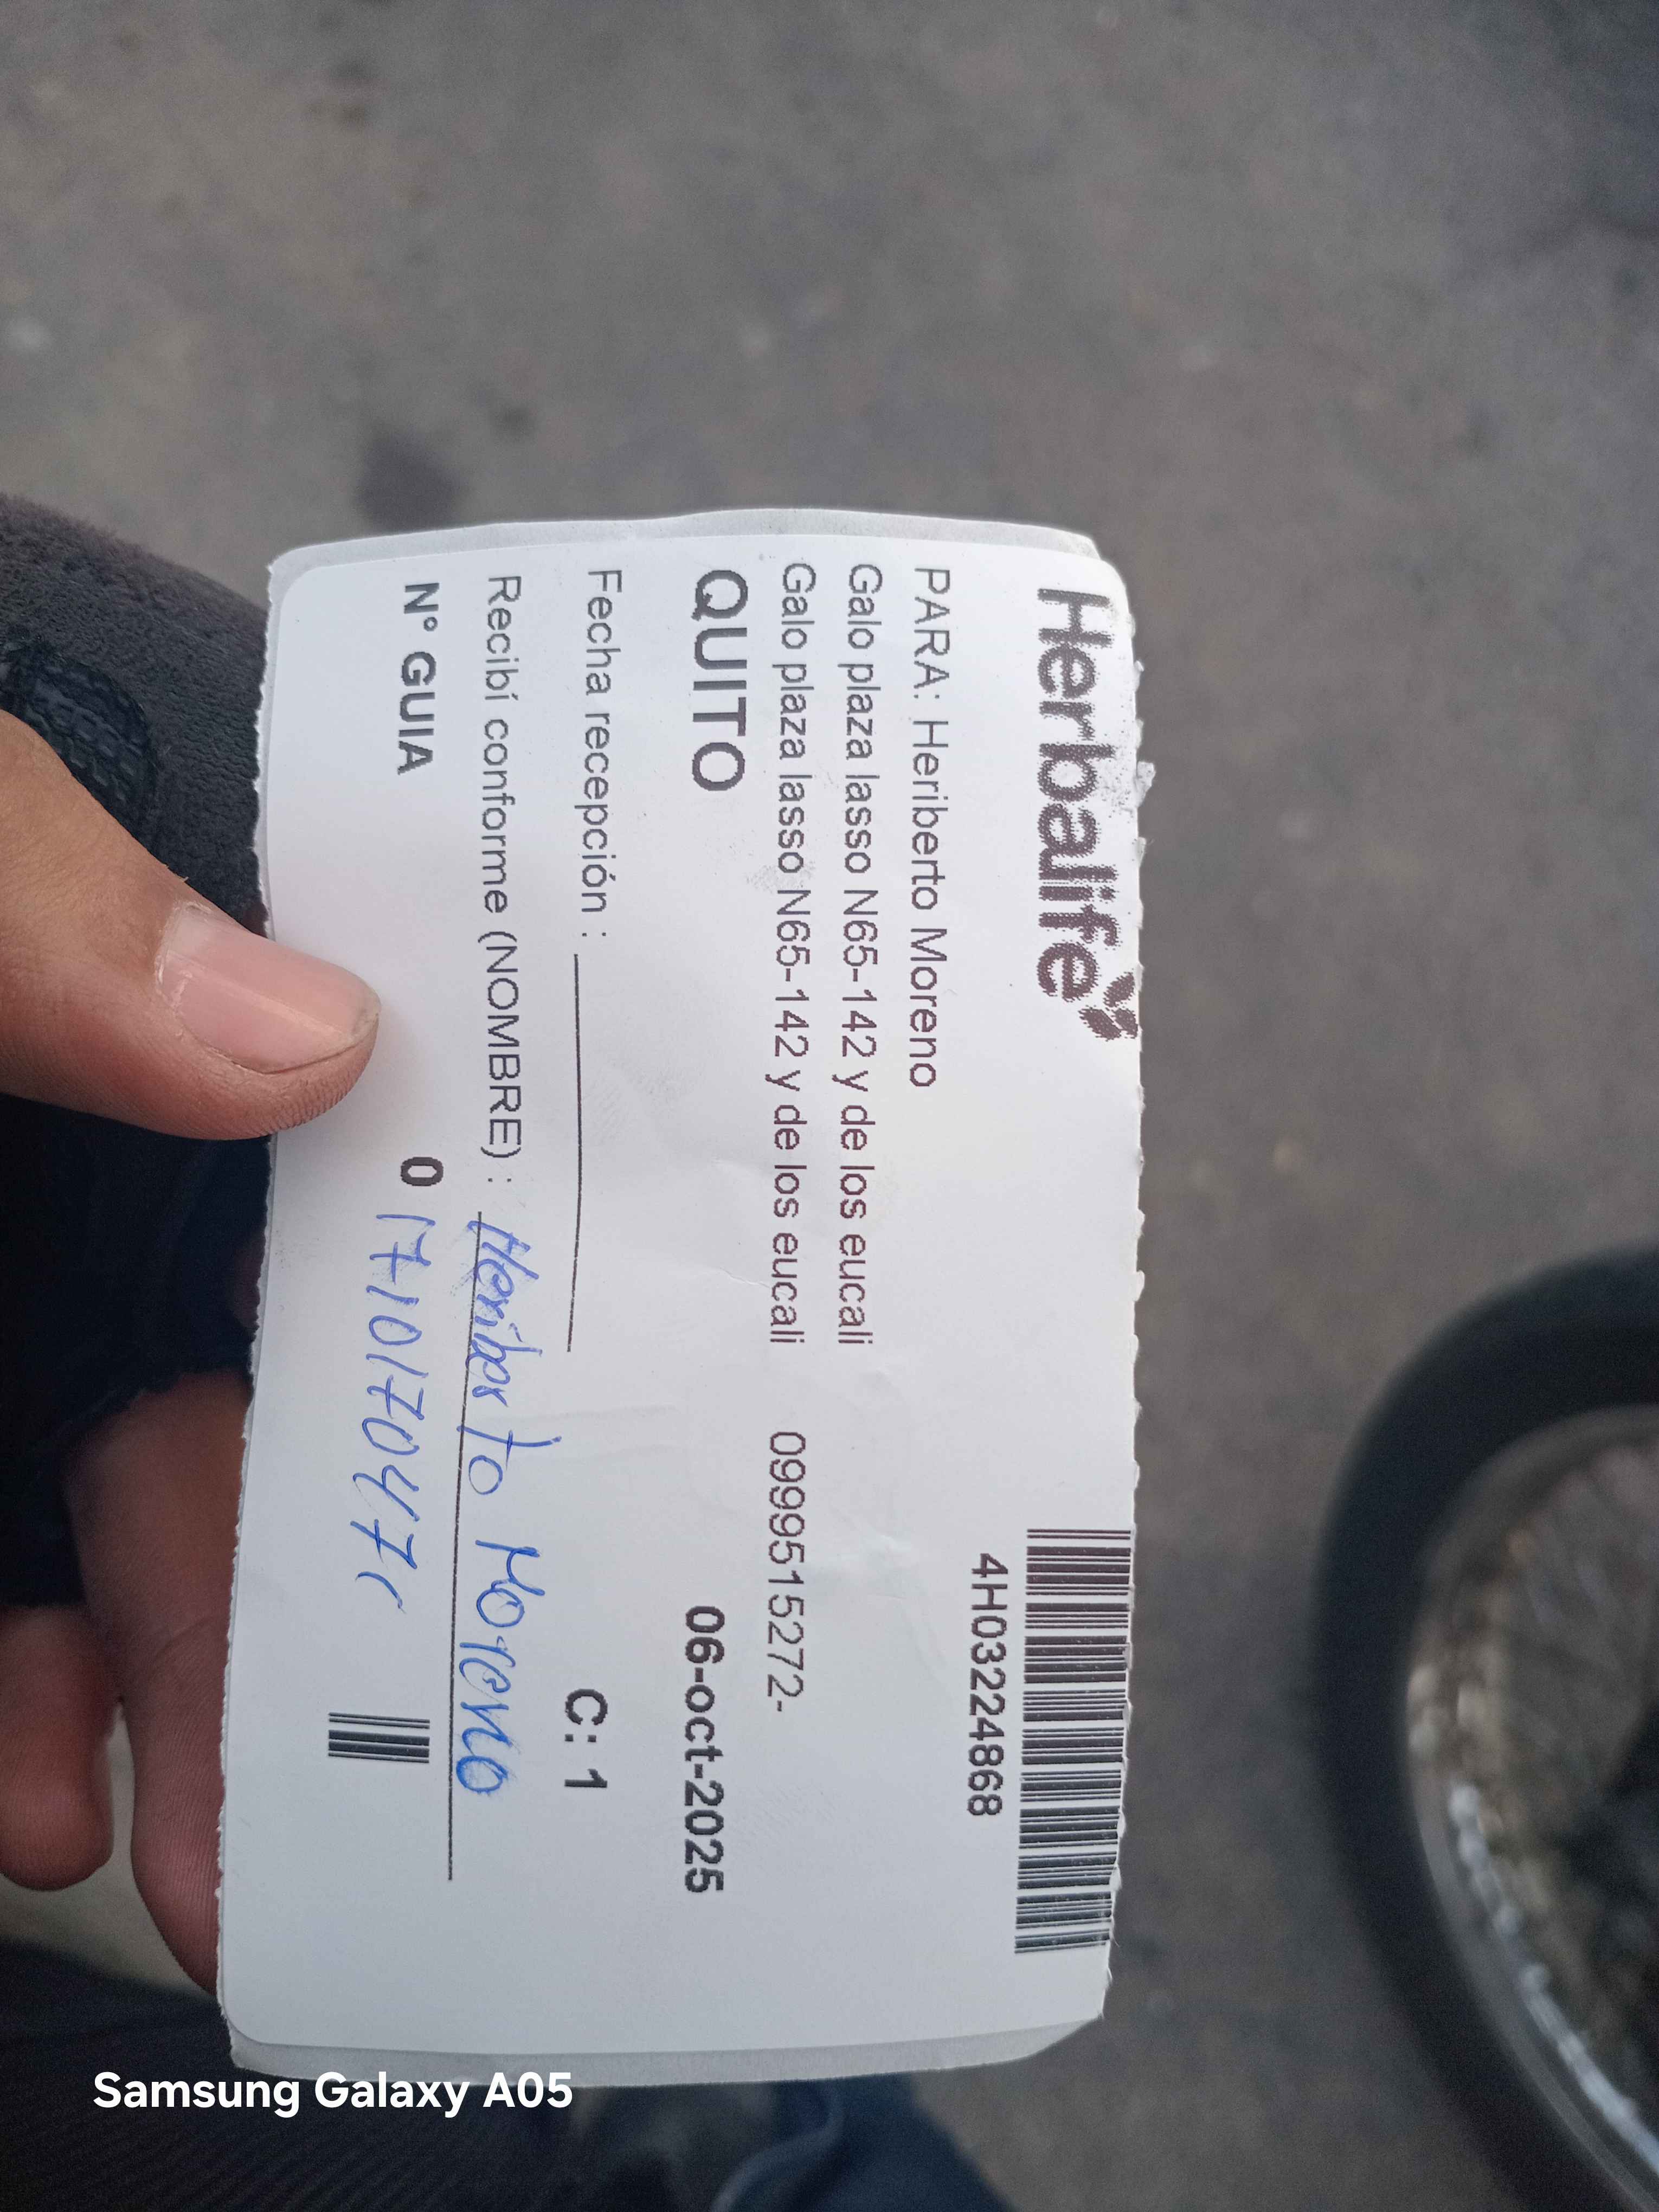 Herbalife
4H03224868
PARA: Heriberto Moreno
Galo plaza lasso N65-142 y de los eucali
Galo plaza lasso N65-142 y de los eucali 0999515272-
QUITO 06-oct-2025
Fecha recepción : C: 1
Recibí conforme (NOMBRE) : Heriberto Moreno
N° GUIA 0
Samsung Galaxy A05